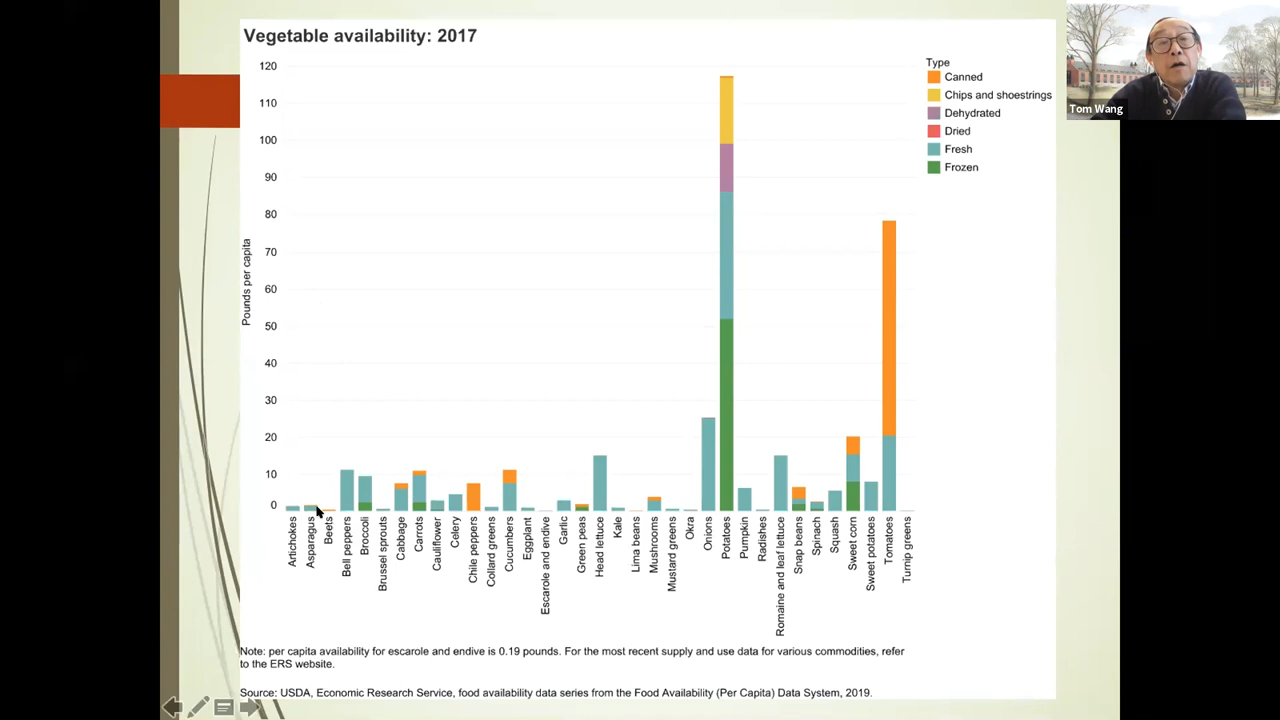 Vegetable availability: 2017
Tom Wang
Type
Canned
Chips and shoestrings
Dehydrated
Dried
Fresh
Frozen
120
110
100
90
80
70
60
50
40
30
20
10
0
Pounds per capita
Artichokes
Asparagus
Beets
Bell peppers
Broccoli
Brussel sprouts
Cabbage
Carrots
Cauliflower
Celery
Chile peppers
Collard greens
Cucumbers
Eggplant
Escarole and endive
Garlic
Green peas
Head lettuce
Kale
Lima beans
Mushrooms
Mustard greens
Okra
Onions
Potatoes
Pumpkin
Radishes
Romaine and leaf lettuce
Snap beans
Spinach
Squash
Sweet corn
Sweet potatoes
Tomatoes
Turnip greens
Note: per capita availability for escarole and endive is 0.19 pounds. For the most recent supply and use data for various commodities, refer
to the ERS website.
Source: USDA, Economic Research Service, food availability data series from the Food Availability (Per Capita) Data System, 2019.